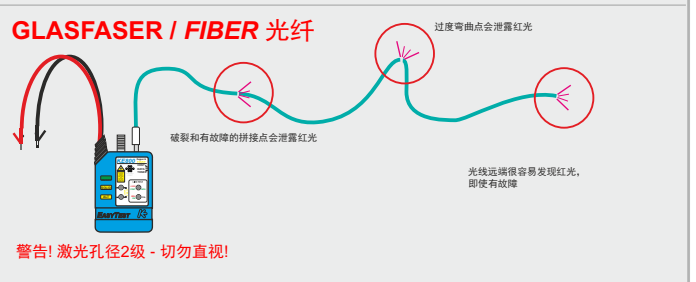 GLASFASER / FIBER 光纤
过度弯曲点会泄露红光
破裂和有故障的拼接点会泄露红光
光线远端很容易发现红光，
即使有故障
KE800
EASYTEST
警告! 激光孔径2级 - 切勿直视!